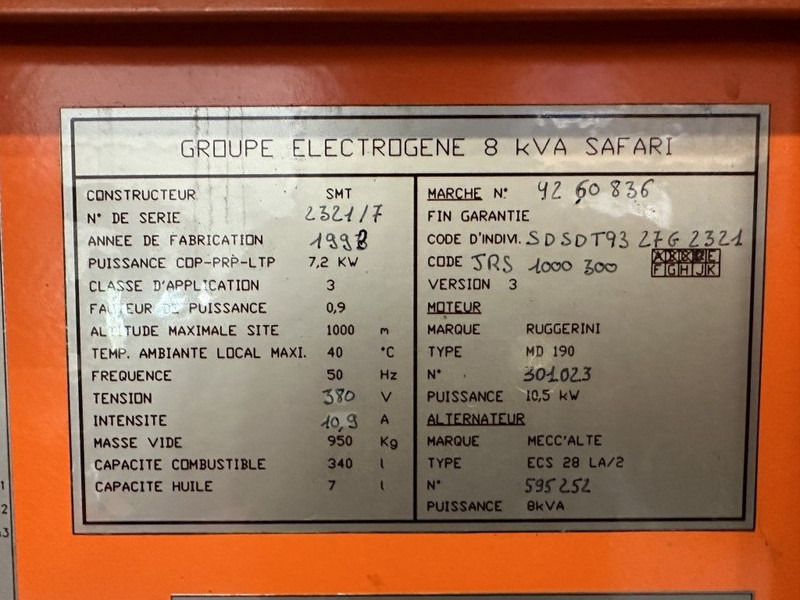 GROUPE ELECTROGENE 8 kVA SAFARI
CONSTRUCTEUR SMT
N° DE SERIE 2321/7
ANNEE DE FABRICATION 1998
PUISSANCE COP-PRP-LTP 7,2 KW
CLASSE D'APPLICATION 3
FACTEUR DE PUISSANCE 0,9
ALTITUDE MAXIMALE SITE 1000 m
TEMP. AMBIANTE LOCAL MAXI. 40 °C
FREQUENCE 50 Hz
TENSION 380 V
INTENSITE 10,9 A
MASSE VIDE 950 Kg
CAPACITE COMBUSTIBLE 340 l
CAPACITE HUILE 7 l
MARCHE N° 92 60 836
FIN GARANTIE
CODE D'INDIVI. SDSDT93 27G 2321
CODE JRS 1000 300
F G H J K
VERSION 3
MOTEUR
MARQUE RUGGERINI
TYPE MD 190
N° 301023
PUISSANCE 10,5 kW
ALTERNATEUR
MARQUE MECC'ALTE
TYPE ECS 28 LA/2
N° 595252
PUISSANCE 8kVA
1
2
3